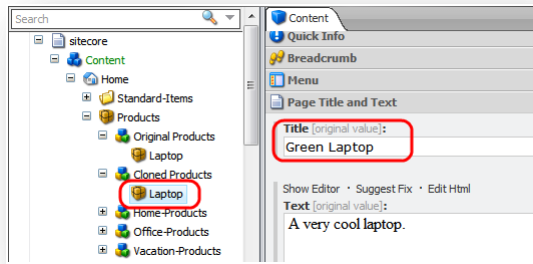 Search
sitecore
Content
Home
Standard-Items
Products
Original Products
Laptop
Cloned Products
Laptop
Home-Products
Office-Products
Vacation-Products
Content
Quick Info
Breadcrumb
Menu
Page Title and Text
Title [original value]:
Green Laptop
Show Editor · Suggest Fix · Edit Html
Text [original value]:
A very cool laptop.